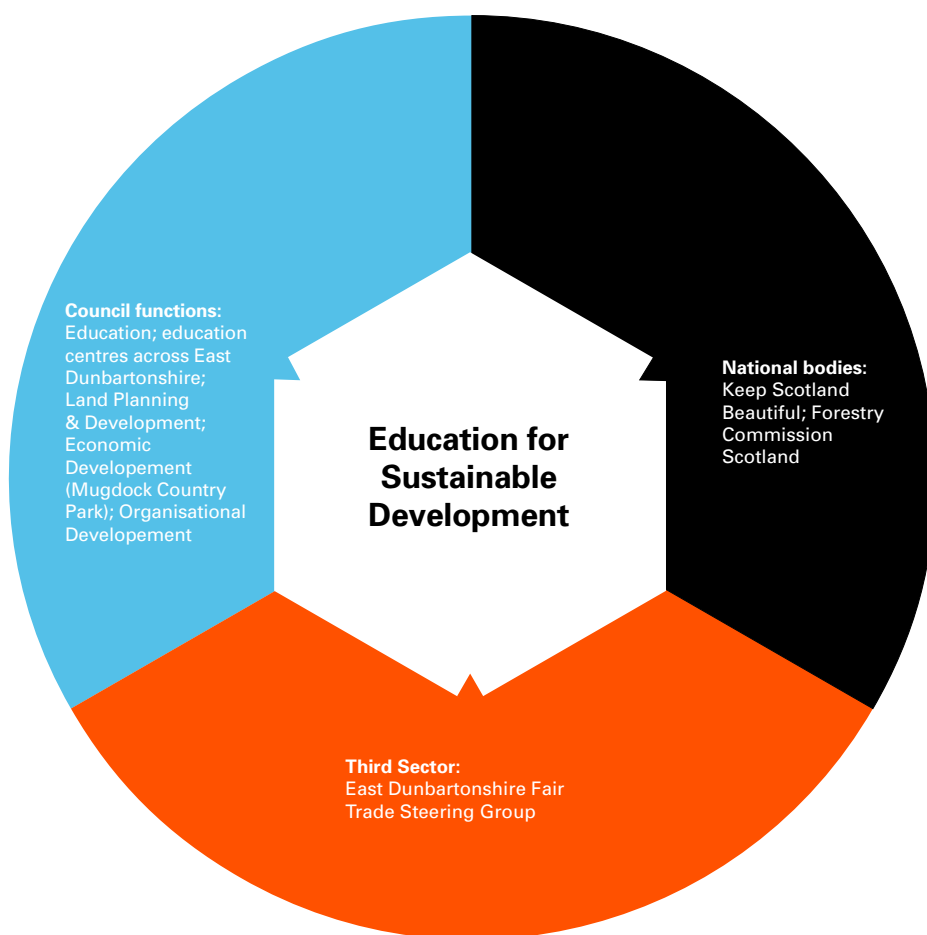 Council functions:
Education; education
centres across East
Dunbartonshire;
Land Planning
& Development;
Economic
Developement
(Mugdock Country
Park); Organisational
Developement
Education for
Sustainable
Development
National bodies:
Keep Scotland
Beautiful; Forestry
Commission
Scotland
Third Sector:
East Dunbartonshire Fair
Trade Steering Group